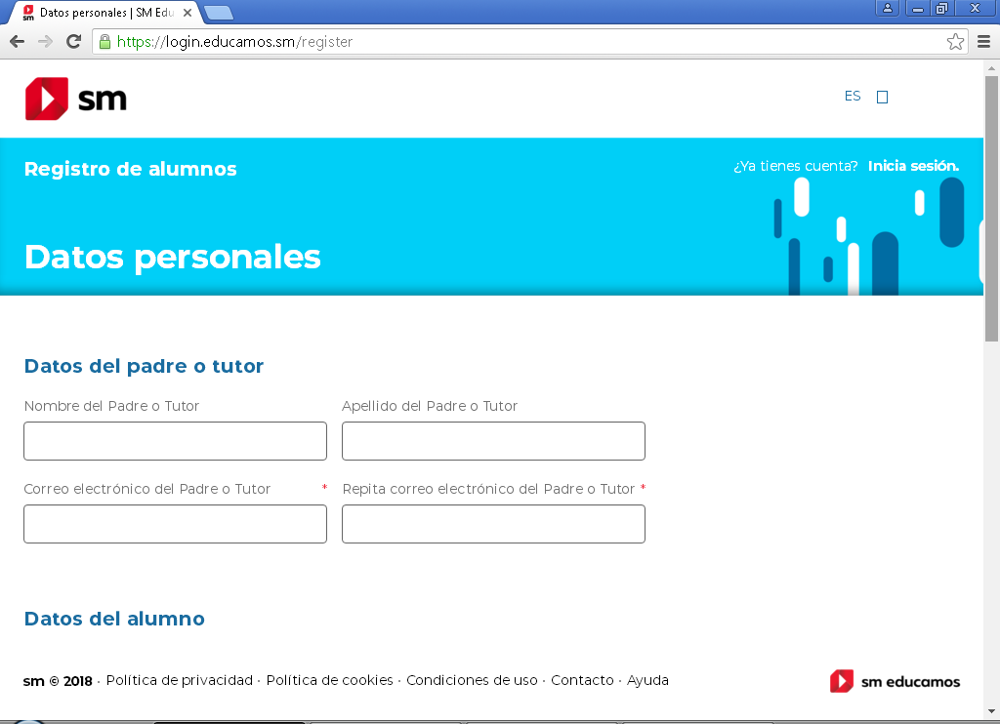 Datos personales | SM Edu
https://login.educamos.sm/register
sm
ES
Registro de alumnos
¿Ya tienes cuenta? Inicia sesión.
Datos personales
Datos del padre o tutor
Nombre del Padre o Tutor
Apellido del Padre o Tutor
Correo electrónico del Padre o Tutor *
Repita correo electrónico del Padre o Tutor *
Datos del alumno
sm © 2018 · Política de privacidad · Política de cookies · Condiciones de uso · Contacto · Ayuda
sm educamos